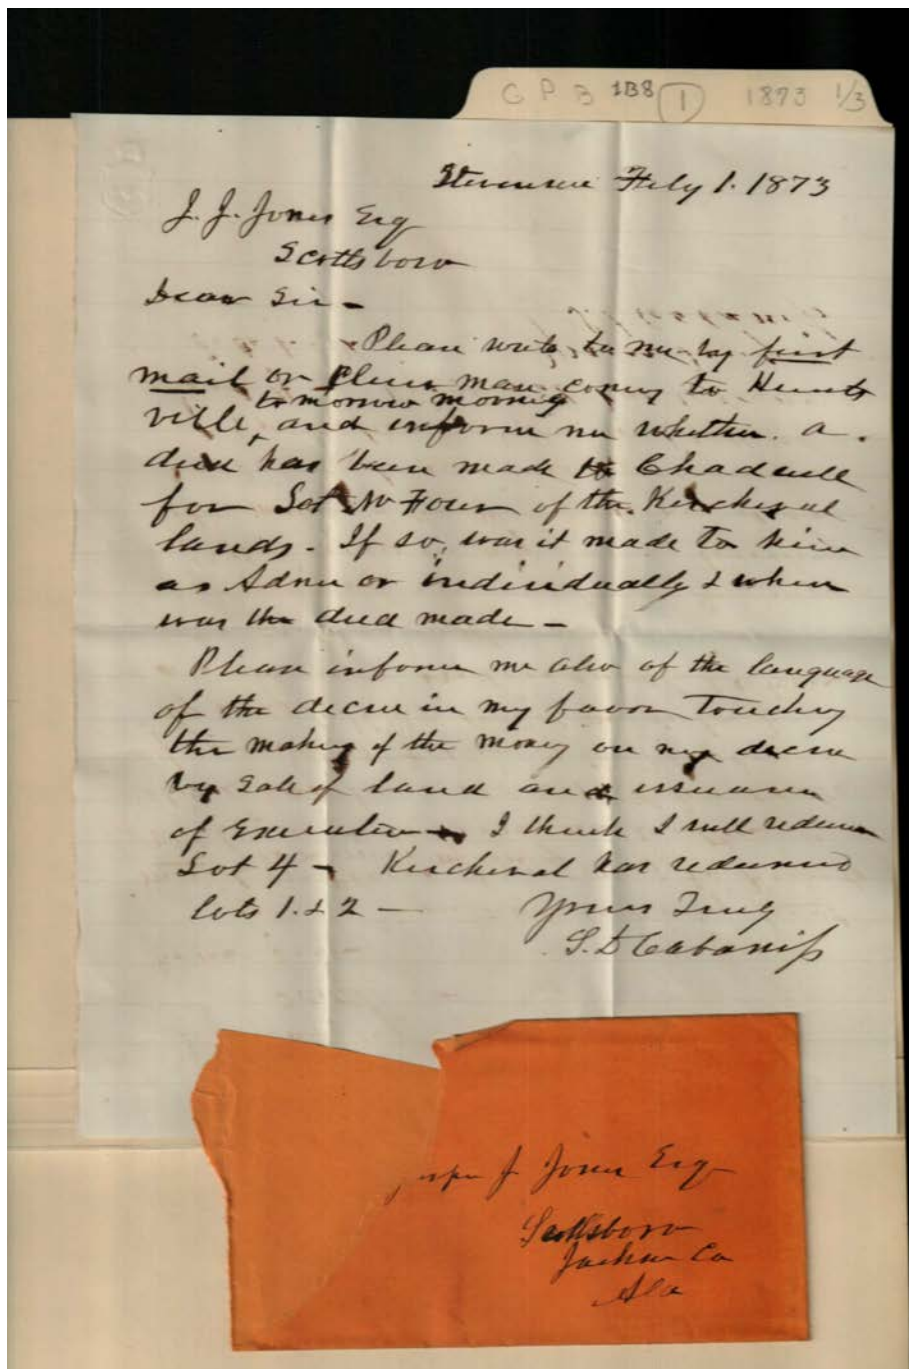 G P B 1B8 1 1873 1/3
Stevenson Feby 1. 1873
J. J. Jones Esq
Scottsboro
Dear Sir -
Please write to me by first
mail or man coming to Hunts
tomorrow morning
ville, and inform me whether a
deed has been made to Chadwell
for Lot No Four of the Kercheval
lands. If so, was it made to him
as Admr or individually & when
was the deed made -
Please inform me also of the language
of the decree in my favor touching
the making of the money on my decree
by sale of land and issuance
of Execution - I think I will redeem
Lot 4 - Kercheval has redeemed
lots 1. & 2 -
Yours Truly
S. D Cabaniss
J Jones Esq
Scottsboro
Jackson Co
Ala